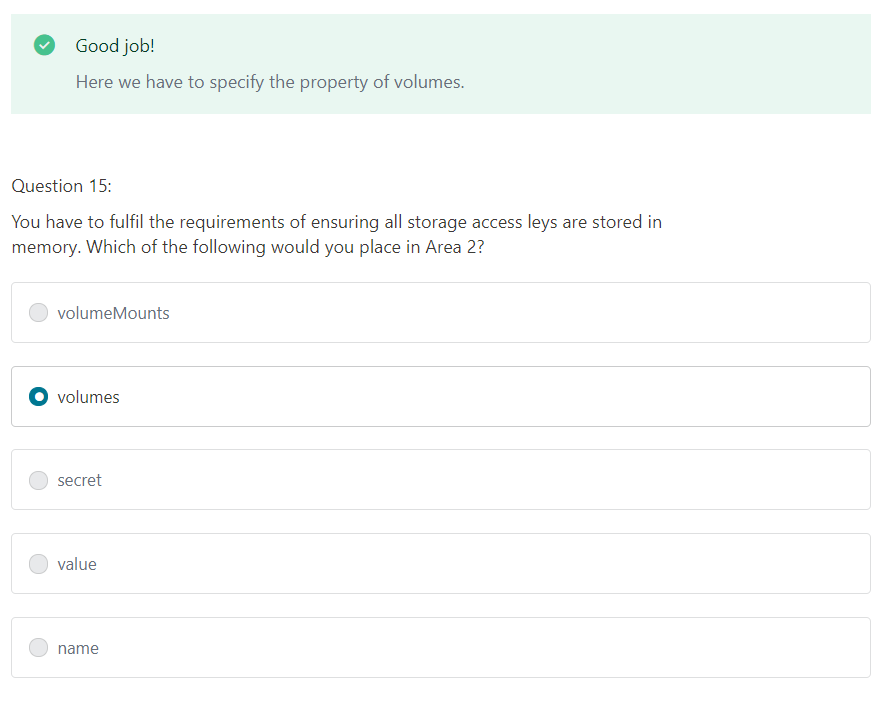 Good job!
Here we have to specify the property of volumes.
Question 15:
You have to fulfil the requirements of ensuring all storage access leys are stored in
memory. Which of the following would you place in Area 2?
volumeMounts
volumes
secret
value
name